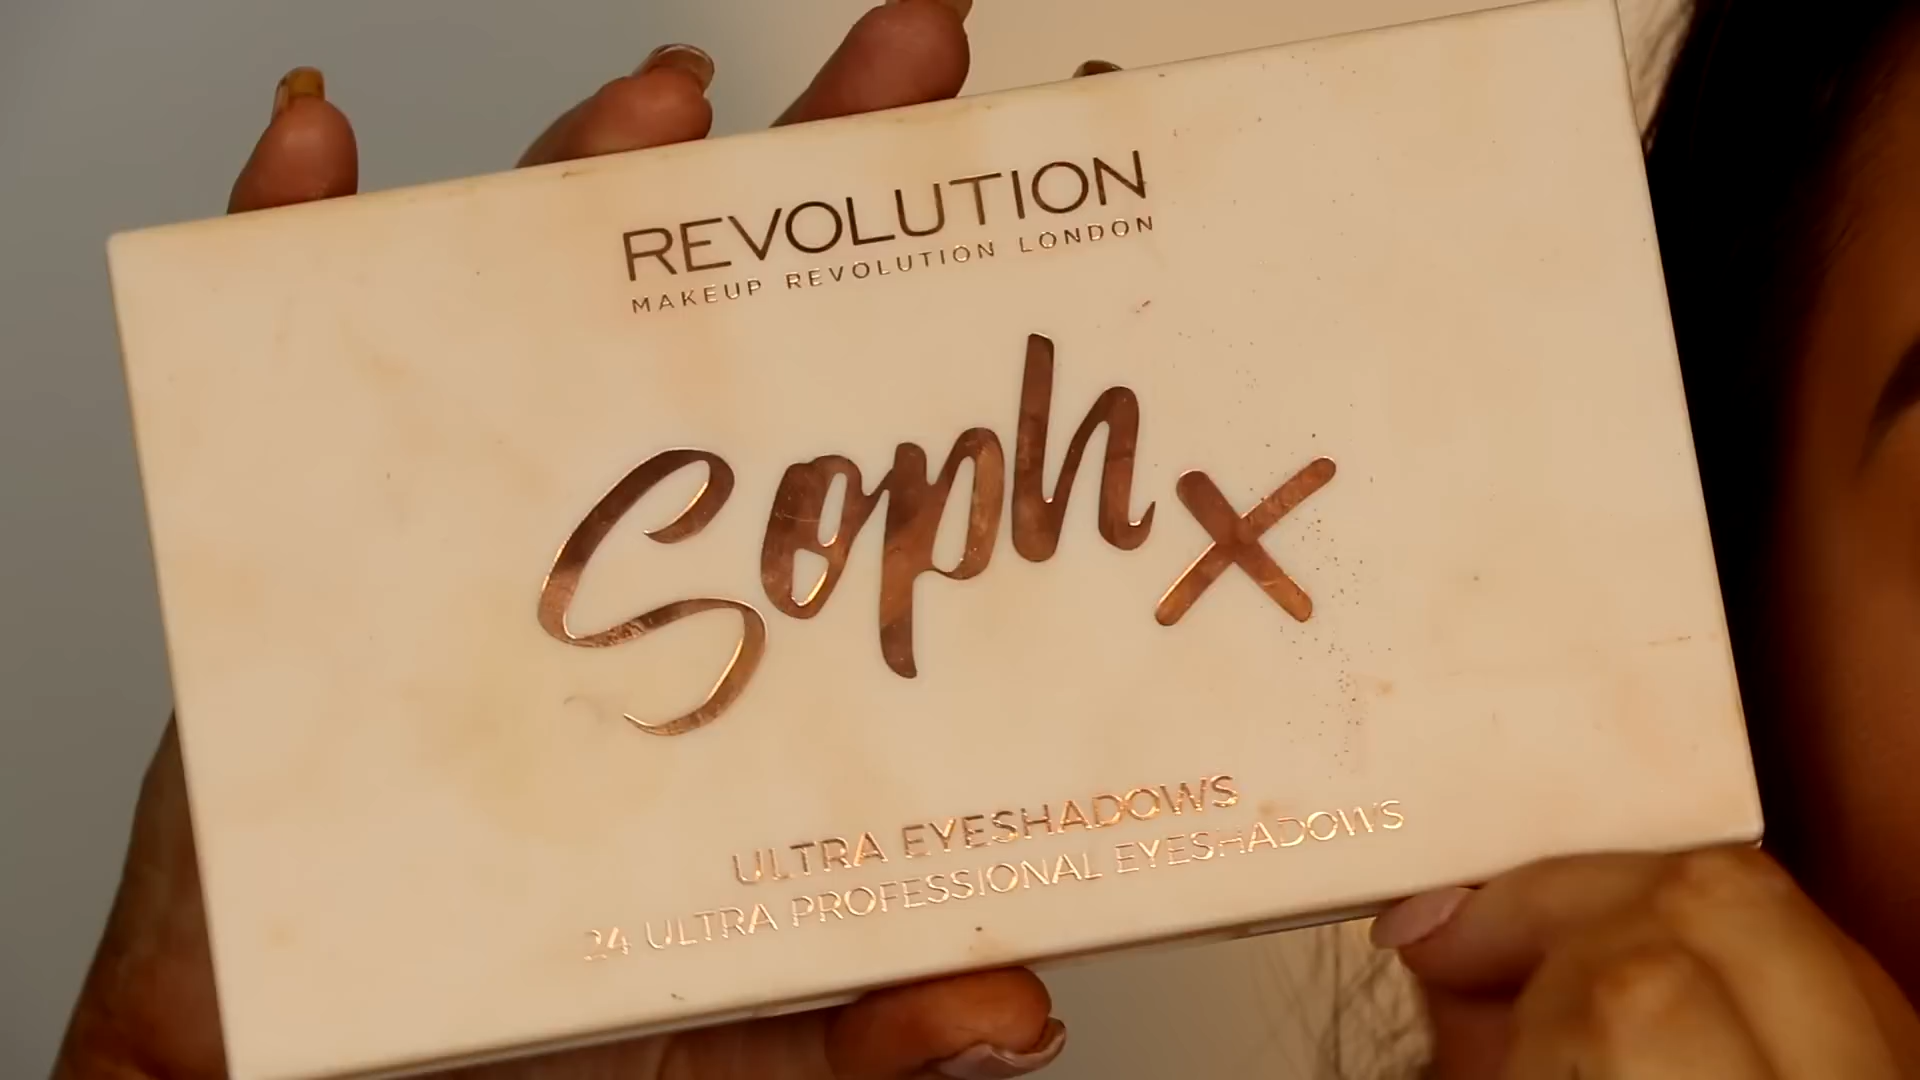 REVOLUTION
MAKEUP REVOLUTION LONDON
Soph x
ULTRA EYESHADOWS
24 ULTRA PROFESSIONAL EYESHADOWS